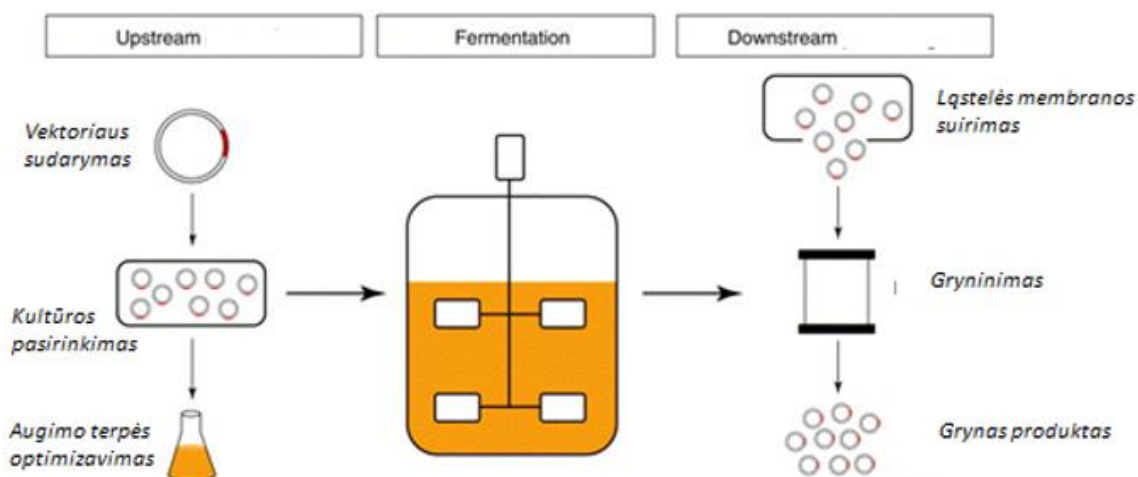 Upstream
Fermentation
Downstream
Vektoriaus
sudarymas
Kultūros
pasirinkimas
Augimo terpės
optimizavimas
Ląstelės membranos
suirimas
Gryninimas
Grynas produktas